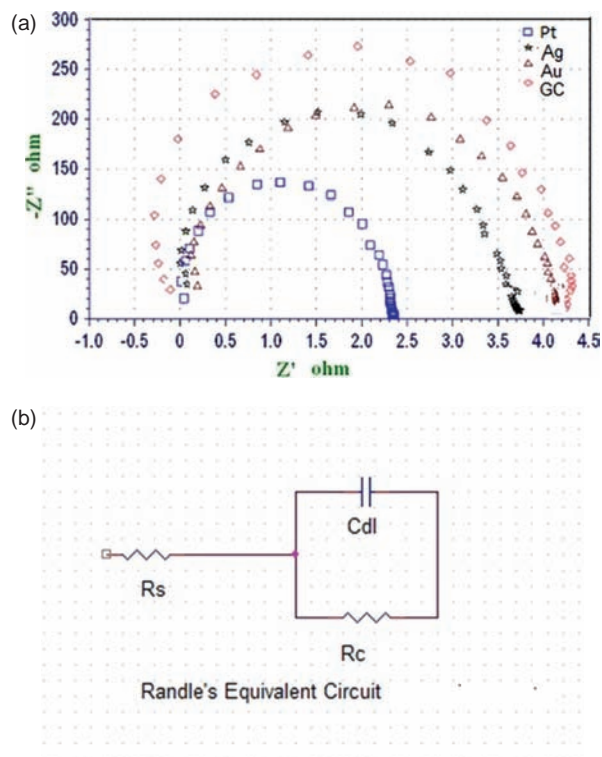 (a)
300
250
200
150
100
50
0
-Z" ohm
Pt
Ag
Au
GC
-1.0 -0.5 0 0.5 1.0 1.5 2.0 2.5 3.0 3.5 4.0 4.5 5.0
Z' ohm
(b)
Cdl
Rs
Rc
Randle's Equivalent Circuit